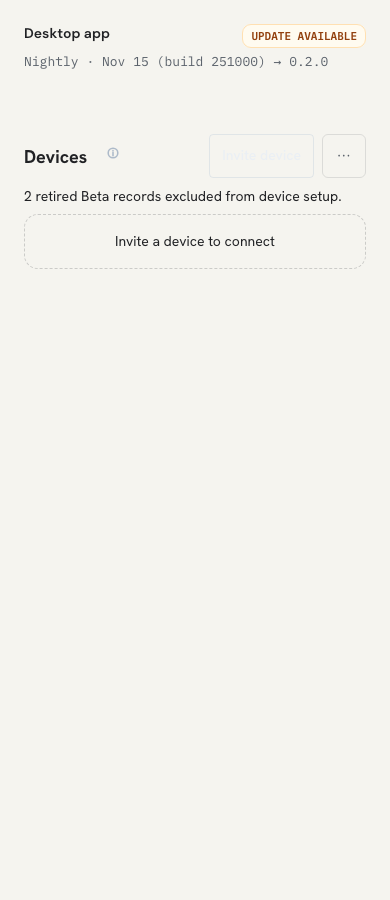 Desktop app
UPDATE AVAILABLE
Nightly · Nov 15 (build 251000) → 0.2.0
Devices
Invite device
...
2 retired Beta records excluded from device setup.
Invite a device to connect